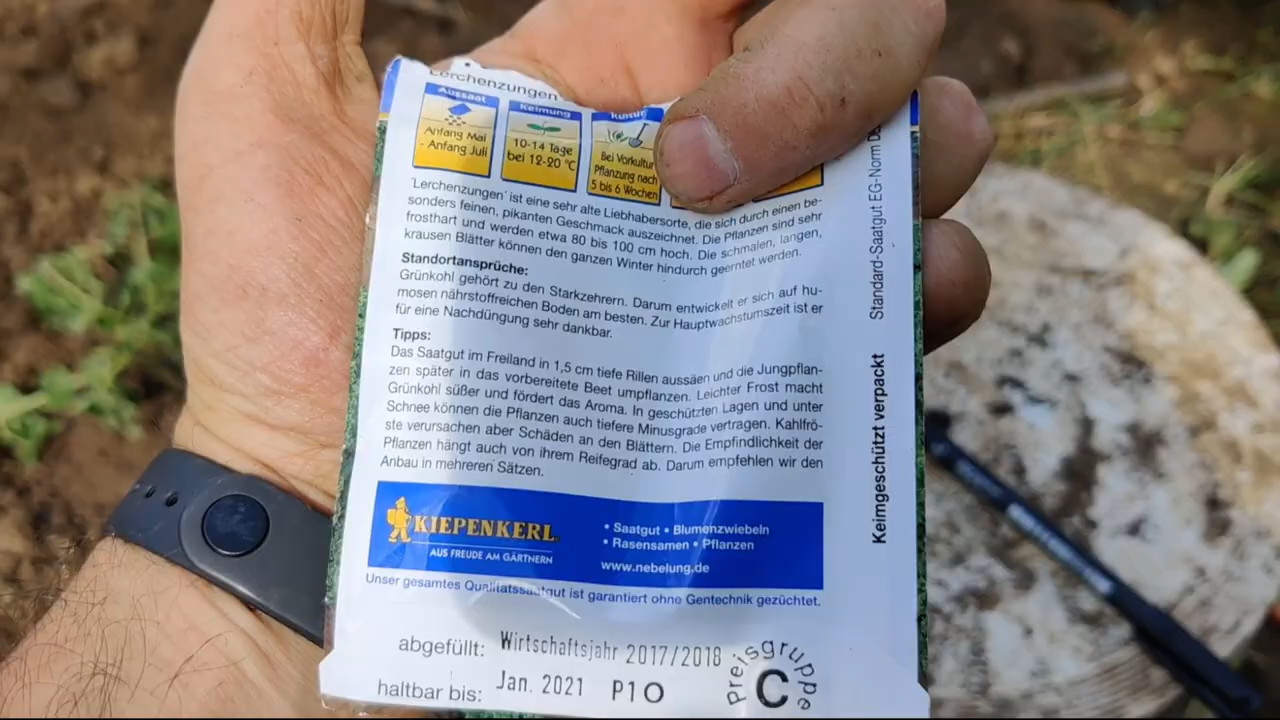 Lerchenzungen
Aussaat
Anfang Mai
- Anfang Juli
Keimung
10-14 Tage
bei 12-20 °C
Kultur
Bei Vorkultur
Pflanzung nach
5 bis 6 Wochen
'Lerchenzungen' ist eine sehr alte Liebhabersorte, die sich durch einen be-
sonders feinen, pikanten Geschmack auszeichnet. Die Pflanzen sind sehr
frosthart und werden etwa 80 bis 100 cm hoch. Die schmalen, langen,
krausen Blätter können den ganzen Winter hindurch geerntet werden.
Standortansprüche:
Grünkohl gehört zu den Starkzehrern. Darum entwickelt er sich auf hu-
mosen nährstoffreichen Boden am besten. Zur Hauptwachstumszeit ist er
für eine Nachdüngung sehr dankbar.
Tipps:
Das Saatgut im Freiland in 1,5 cm tiefe Rillen aussäen und die Jungpflan-
zen später in das vorbereitete Beet umpflanzen. Leichter Frost macht
Grünkohl süßer und fördert das Aroma. In geschützten Lagen und unter
Schnee können die Pflanzen auch tiefere Minusgrade vertragen. Kahlfrö-
ste verursachen aber Schäden an den Blättern. Die Empfindlichkeit der
Pflanzen hängt auch von ihrem Reifegrad ab. Darum empfehlen wir den
Anbau in mehreren Sätzen.
KIEPENKERL
AUS FREUDE AM GÄRTNERN
• Saatgut • Blumenzwiebeln
• Rasensamen • Pflanzen
www.nebelung.de
Unser gesamtes Qualitätssaatgut ist garantiert ohne Gentechnik gezüchtet.
abgefüllt: Wirtschaftsjahr 2017/2018
haltbar bis: Jan. 2021 P1O
Preisgruppe
C
Keimgeschützt verpackt Standard-Saatgut EG-Norm